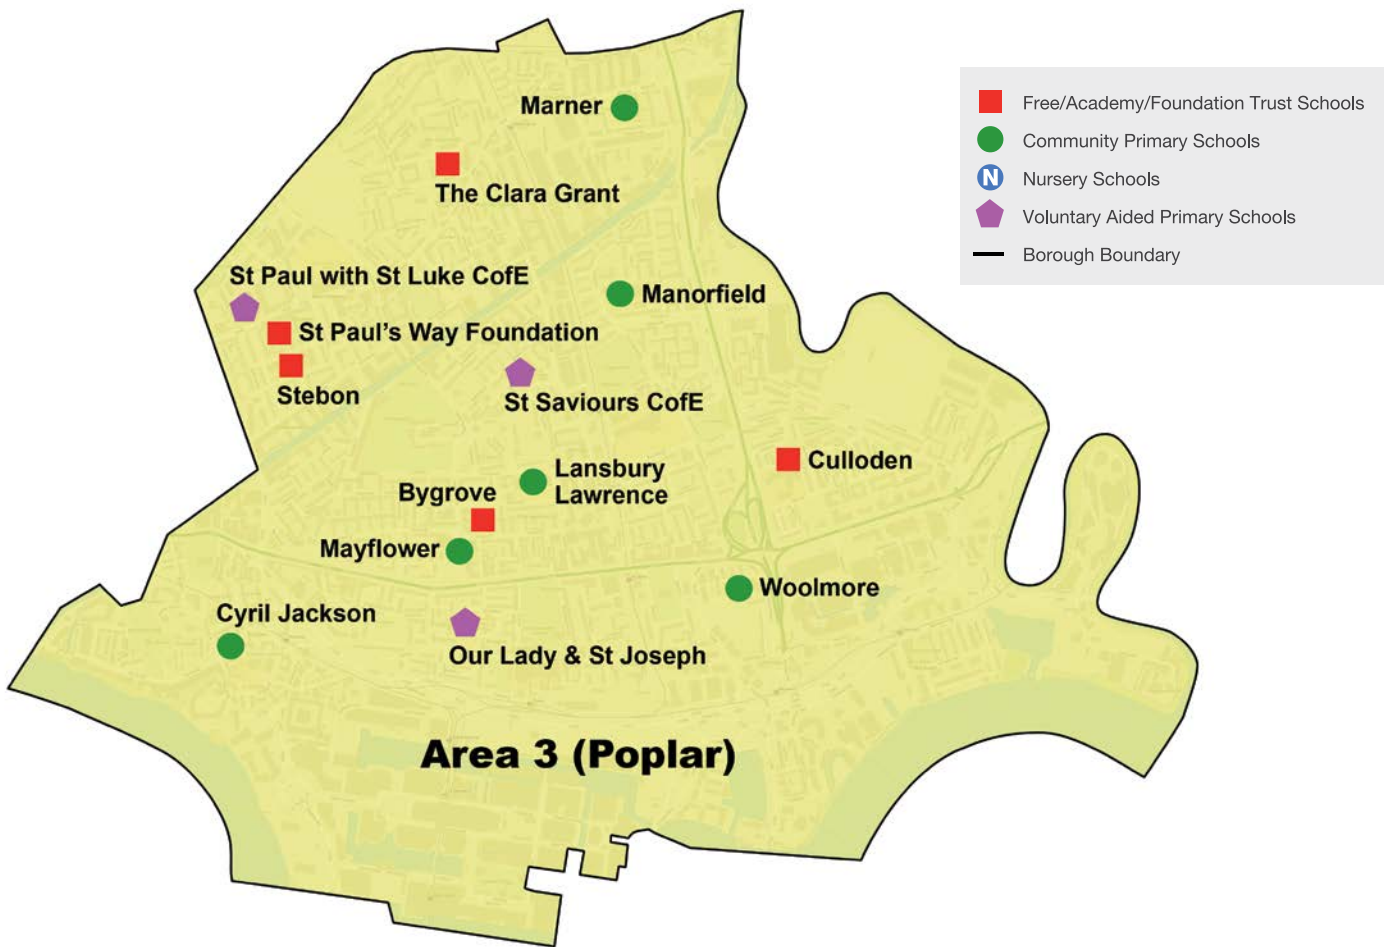 Marner
The Clara Grant
St Paul with St Luke CofE
Manorfield
St Paul’s Way Foundation
Stebon
St Saviours CofE
Culloden
Lansbury
Lawrence
Bygrove
Mayflower
Woolmore
Cyril Jackson
Our Lady & St Joseph
Area 3 (Poplar)
Free/Academy/Foundation Trust Schools
Community Primary Schools
N
Nursery Schools
Voluntary Aided Primary Schools
Borough Boundary